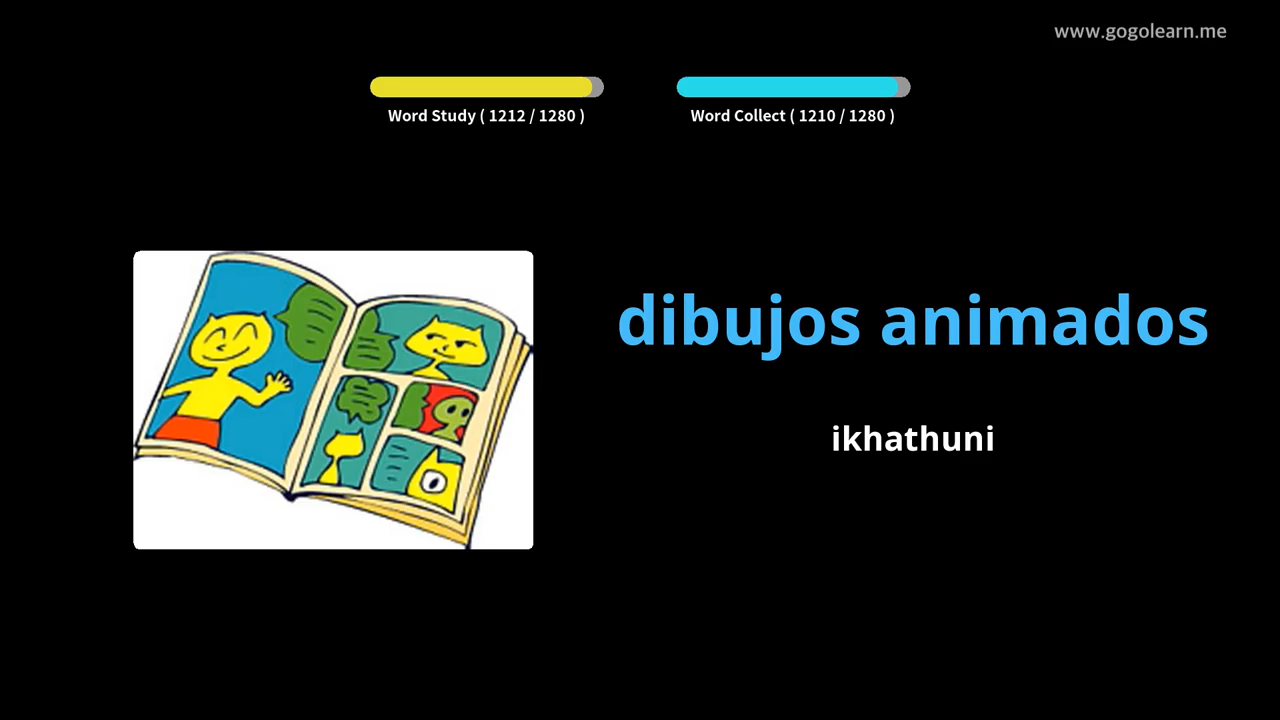 www.gogolearn.me
Word Study ( 1212 / 1280 )
Word Collect ( 1210 / 1280 )
dibujos animados
ikhathuni